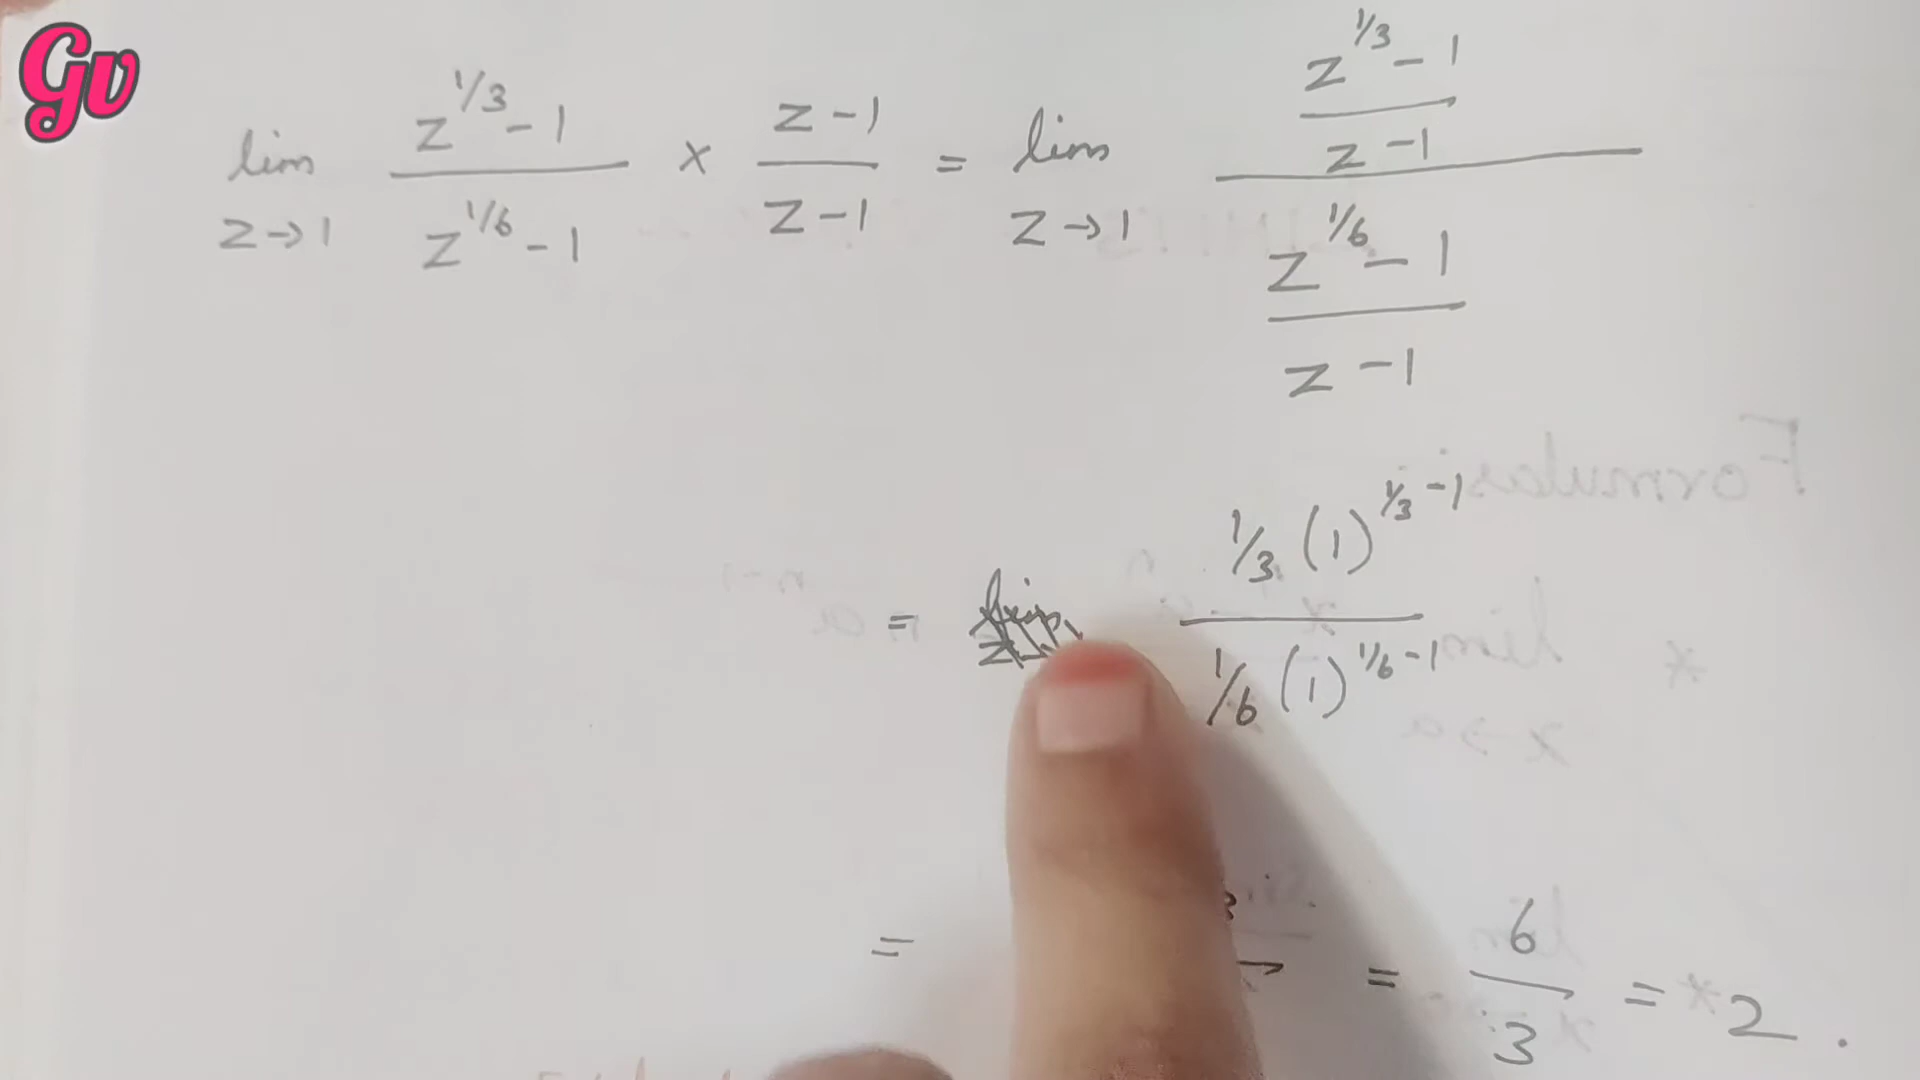 Gv
lim z→1 z^1/3 - 1 / z^1/6 - 1 × z - 1 / z - 1 = lim z→1 (z^1/3 - 1 / z - 1) / (z^1/6 - 1 / z - 1)
= 1/3 (1)^1/3 - 1 / 1/6 (1)^1/6 - 1
= = 6 / 3 = 2 .